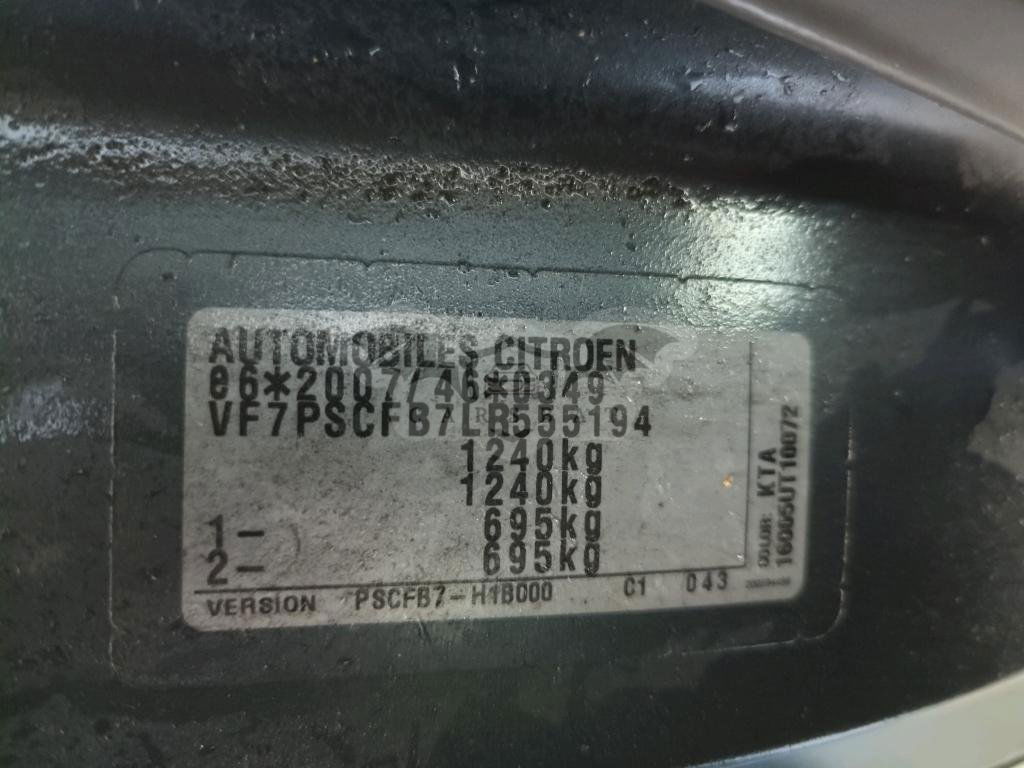 AUTOMOBILES CITROEN
e6*2007/46*0349
VF7PSCFB7LR555194
1240kg
1240kg
1- 695kg
2- 695kg
VERSION PSCFB7-H1B000 C1 043
COLOR: KTA
16005UT10072